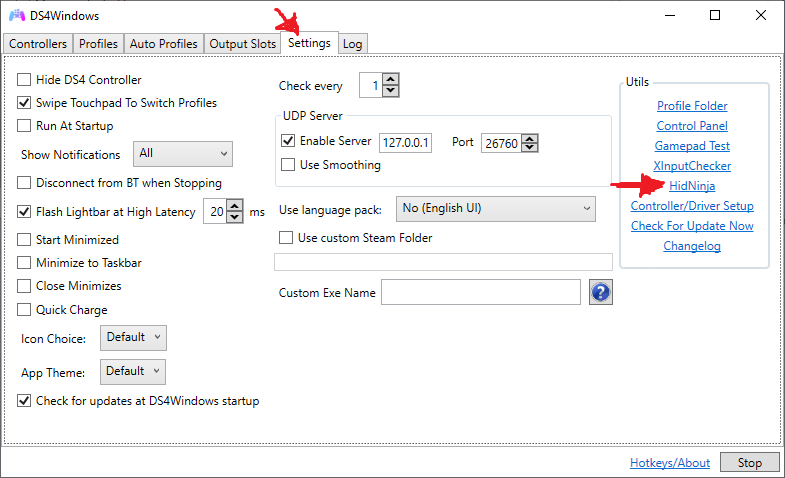 DS4Windows
Controllers Profiles Auto Profiles Output Slots Settings Log
Hide DS4 Controller
Swipe Touchpad To Switch Profiles
Run At Startup
Show Notifications All
Disconnect from BT when Stopping
Flash Lightbar at High Latency 20 ms
Start Minimized
Minimize to Taskbar
Close Minimizes
Quick Charge
Icon Choice: Default
App Theme: Default
Check for updates at DS4Windows startup
Check every 1
UDP Server
Enable Server 127.0.0.1 Port 26760
Use Smoothing
Use language pack: No (English UI)
Use custom Steam Folder
Custom Exe Name ?
Utils
Profile Folder
Control Panel
Gamepad Test
XInputChecker
HidNinja
Controller/Driver Setup
Check For Update Now
Changelog
Hotkeys/About Stop